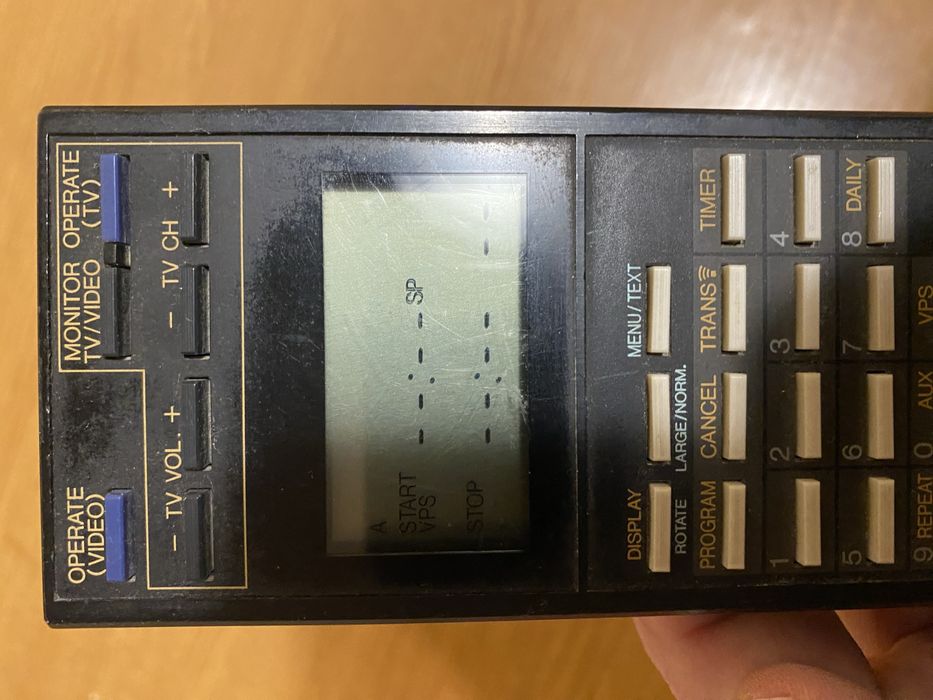 OPERATE MONITOR OPERATE
(VIDEO) TV/VIDEO (TV)
− TV VOL. + − TV CH +
A
START --:-- SP
VPS
STOP --:-- --
DISPLAY MENU/TEXT
ROTATE LARGE/NORM.
PROGRAM CANCEL TRANS TIMER
1 2 3 4
5 6 7 8 DAILY
9 REPEAT 0 AUX VPS